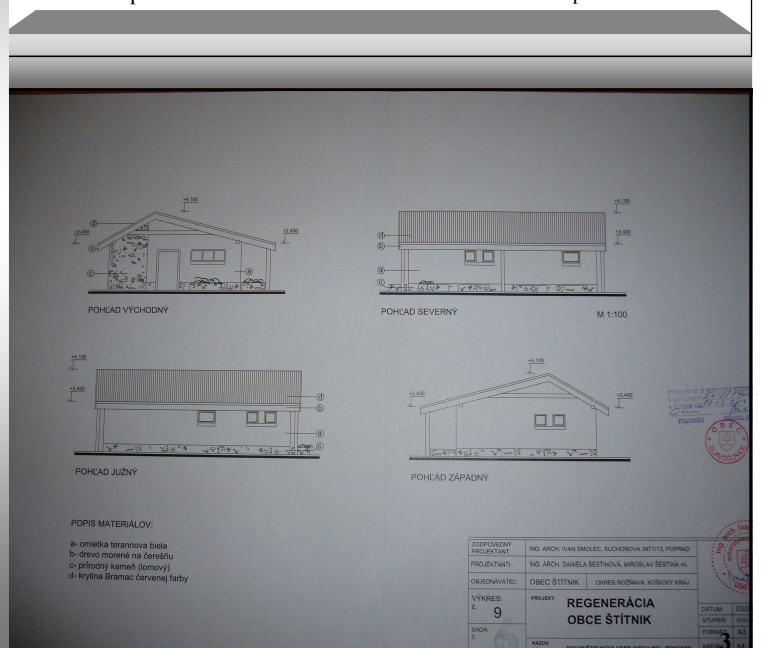 +4,100
+2,400
+2,400
d
b
c
a
POHĽAD VÝCHODNÝ
+4,100
+2,400
d
b
a
c
POHĽAD SEVERNÝ
M 1:100
+4,100
+2,400
d
b
a
c
POHĽAD JUŽNÝ
+4,100
+2,400
+2,400
POHĽAD ZÁPADNÝ
OBEC
POPIS MATERIÁLOV:
a- omietka terannova biela
b- drevo morené na čerešňu
c- prírodný kameň (lomový)
d- krytina Bramac červenej farby
ZODPOVEDNÝ PROJEKTANT: ING. ARCH. IVAN SMOLEC, SUCHOŇOVA 3471/13, POPRAD
PROJEKTANTI: ING. ARCH. DANIELA ŠESTINOVÁ, MIROSLAV ŠESTINA ml.
OBJEDNÁVATEĽ: OBEC ŠTÍTNIK OKRES ROŽŇAVA, KOŠICKÝ KRAJ
VÝKRES: č. 9
PROJEKT: REGENERÁCIA
OBCE ŠTÍTNIK
SADA: č.
DÁTUM:
STUPEŇ:
FORMÁT: A3
NÁZOV
3